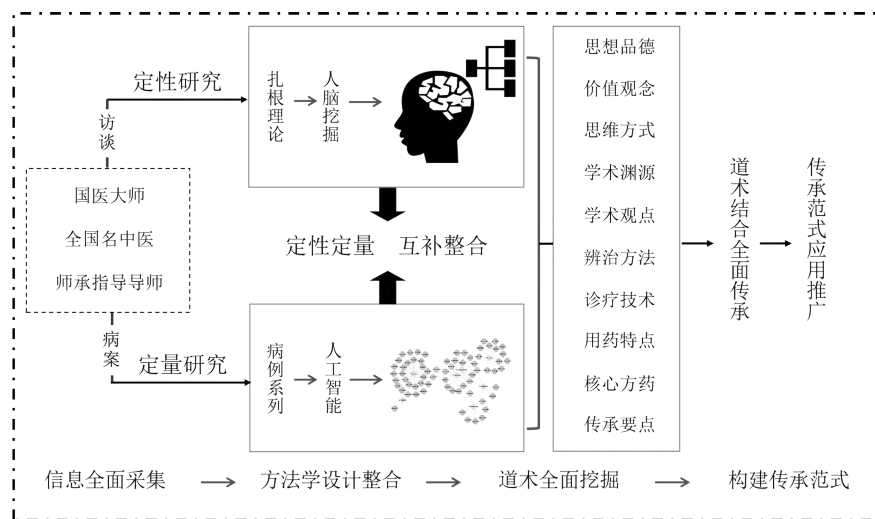 定性研究
访谈
国医大师
全国名中医
师承指导导师
病案
定量研究
扎根理论
人脑挖掘
定性定量 互补整合
病例系列
人工智能
思想品德
价值观念
思维方式
学术渊源
学术观点
辨治方法
诊疗技术
用药特点
核心方药
传承要点
道术结合全面传承
传承范式应用推广
信息全面采集
方法学设计整合
道术全面挖掘
构建传承范式